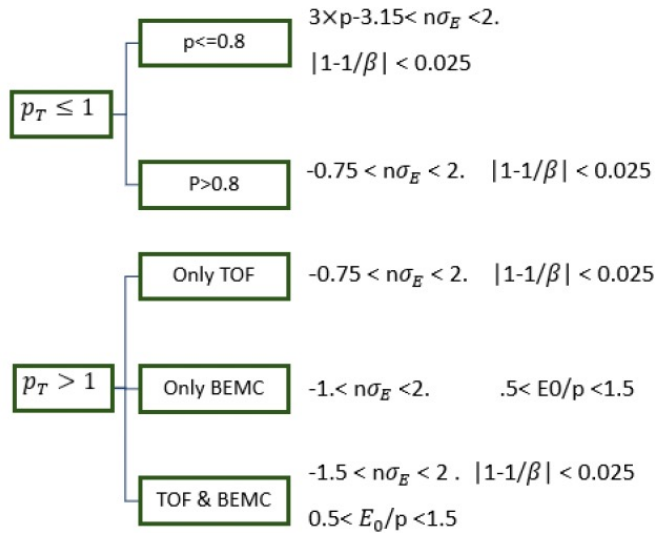 3×p-3.15< nσ_E <2.
p<=0.8
|1-1/β| < 0.025
p_T ≤ 1
P>0.8
-0.75 < nσ_E < 2. |1-1/β| < 0.025
Only TOF
-0.75 < nσ_E < 2. |1-1/β| < 0.025
p_T > 1
Only BEMC
-1.< nσ_E <2. .5< E0/p <1.5
TOF & BEMC
-1.5 < nσ_E < 2 . |1-1/β| < 0.025
0.5< E_0/p <1.5